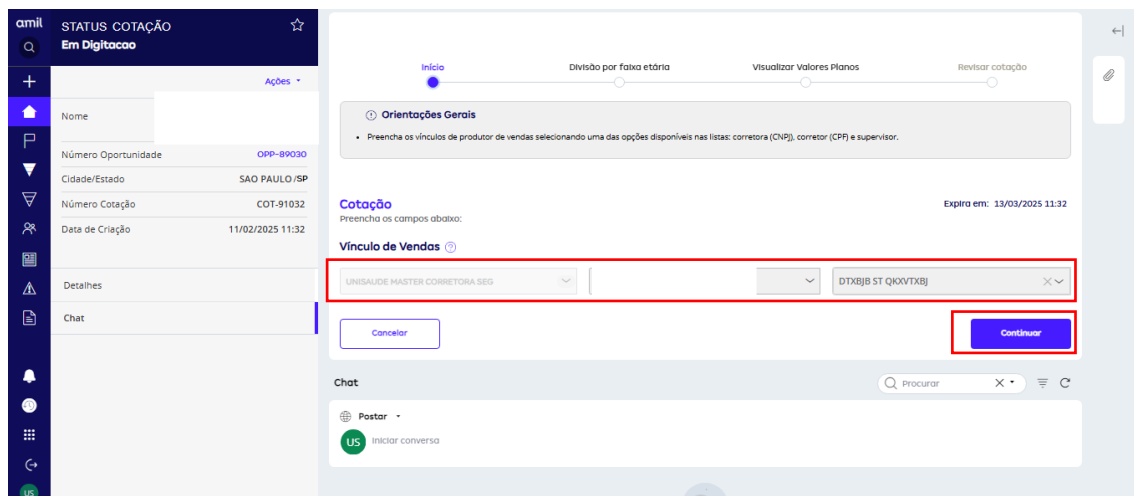 amil
STATUS COTAÇÃO
Em Digitacao
Ações
Nome
Número Oportunidade OPP-89030
Cidade/Estado SAO PAULO/SP
Número Cotação COT-91032
Data de Criação 11/02/2025 11:32
Detalhes
Chat
Início Divisão por faixa etária Visualizar Valores Planos Revisar cotação
Orientações Gerais
• Preencha os vínculos de produtor de vendas selecionando uma das opções disponíveis nas listas: corretora (CNPJ), corretor (CPF) e supervisor.
Cotação Expira em: 13/03/2025 11:32
Preencha os campos abaixo:
Vínculo de Vendas ?
UNISAUDE MASTER CORRETORA SEG DTXBJB ST QKXVTXBJ
Cancelar Continuar
Chat Procurar
Postar
US Iniciar conversa
US